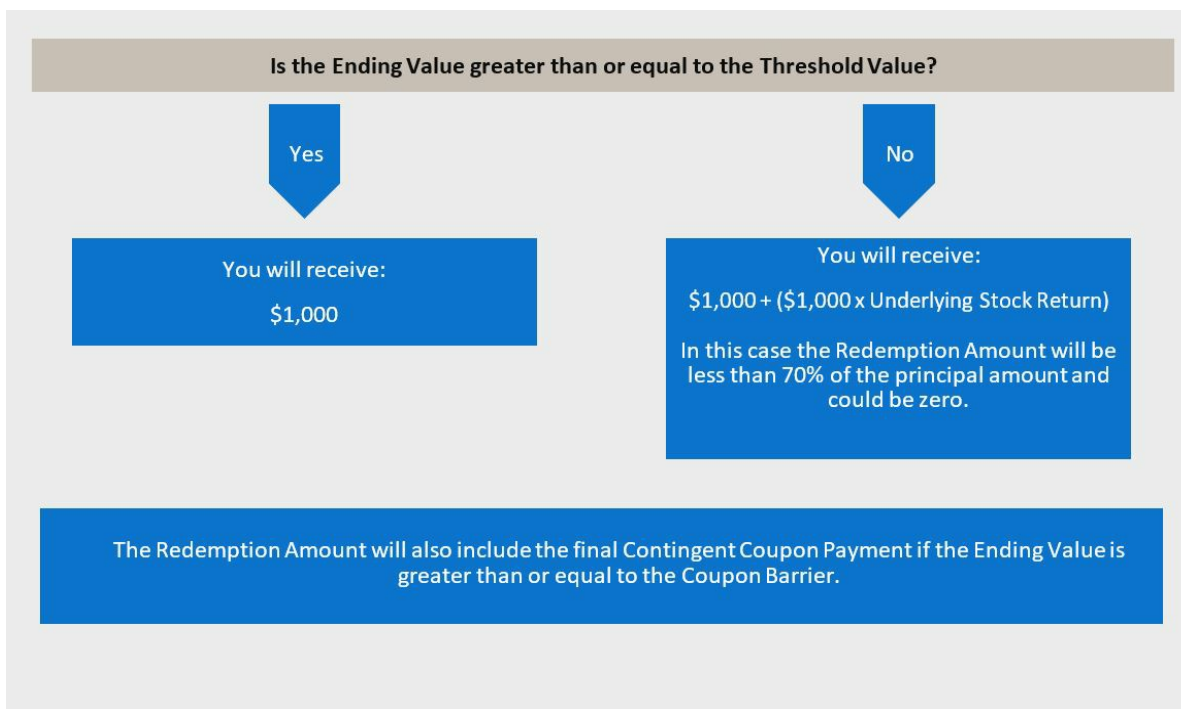 Is the Ending Value greater than or equal to the Threshold Value?
Yes
No
You will receive:
$1,000
You will receive:
$1,000 + ($1,000 x Underlying Stock Return)
In this case the Redemption Amount will be
less than 70% of the principal amount and
could be zero.
The Redemption Amount will also include the final Contingent Coupon Payment if the Ending Value is
greater than or equal to the Coupon Barrier.